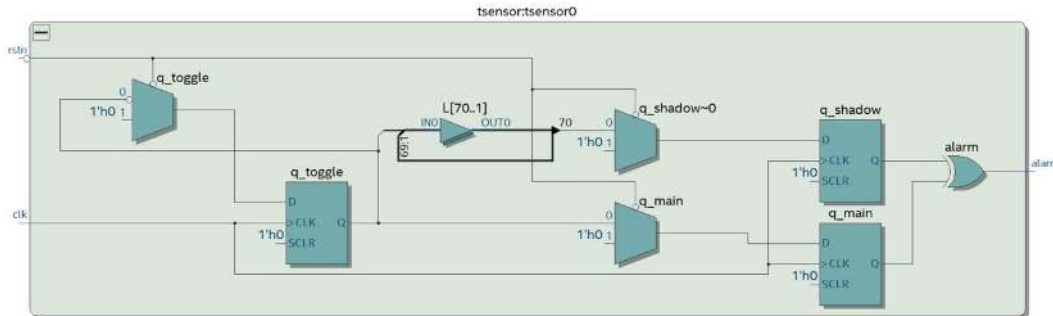 tsensor:tsensor0
rstn
q_toggle
0
1'h0 1
L[70..1]
IN0 OUT0
69:1
70
q_shadow~0
0
1'h0 1
q_shadow
D
>CLK Q
1'h0 SCLR
alarm
alarm
q_toggle
D
>CLK Q
1'h0 SCLR
clk
q_main
0
1'h0 1
q_main
D
>CLK Q
1'h0 SCLR